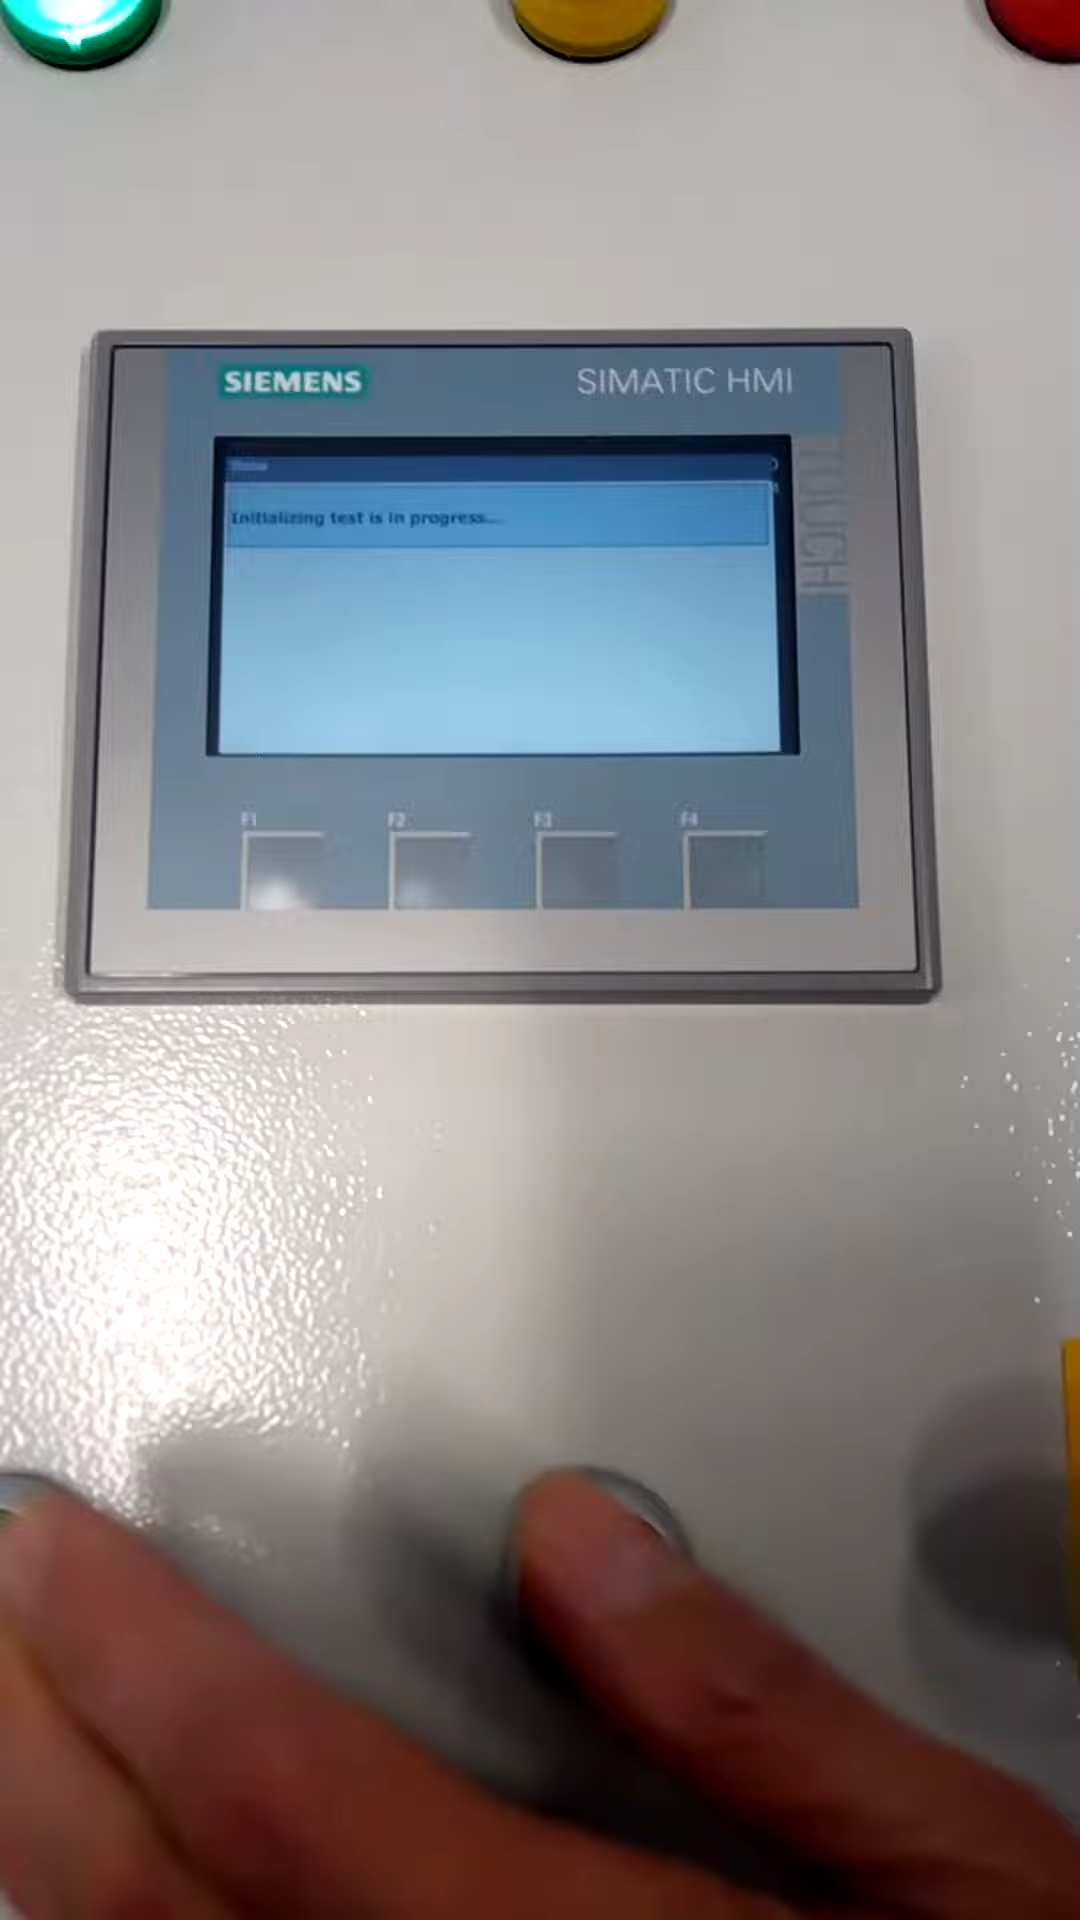 SIEMENS
SIMATIC HMI
TOUCH
Initializing test is in progress...
F1
F2
F3
F4